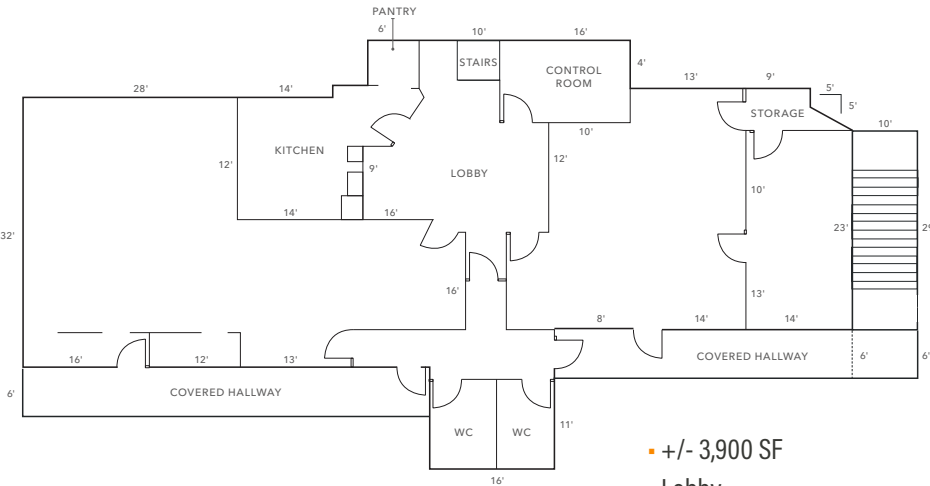 PANTRY
6'
10'
16'
STAIRS
CONTROL
ROOM
4'
13'
9'
28'
14'
5'
5'
STORAGE
10'
10'
KITCHEN
12'
9'
LOBBY
12'
10'
14'
16'
32'
23'
29'
16'
13'
8'
14'
14'
16'
12'
13'
COVERED HALLWAY
6'
6'
6'
COVERED HALLWAY
WC
WC
11'
16'
▪ +/- 3,900 SF
Lobby